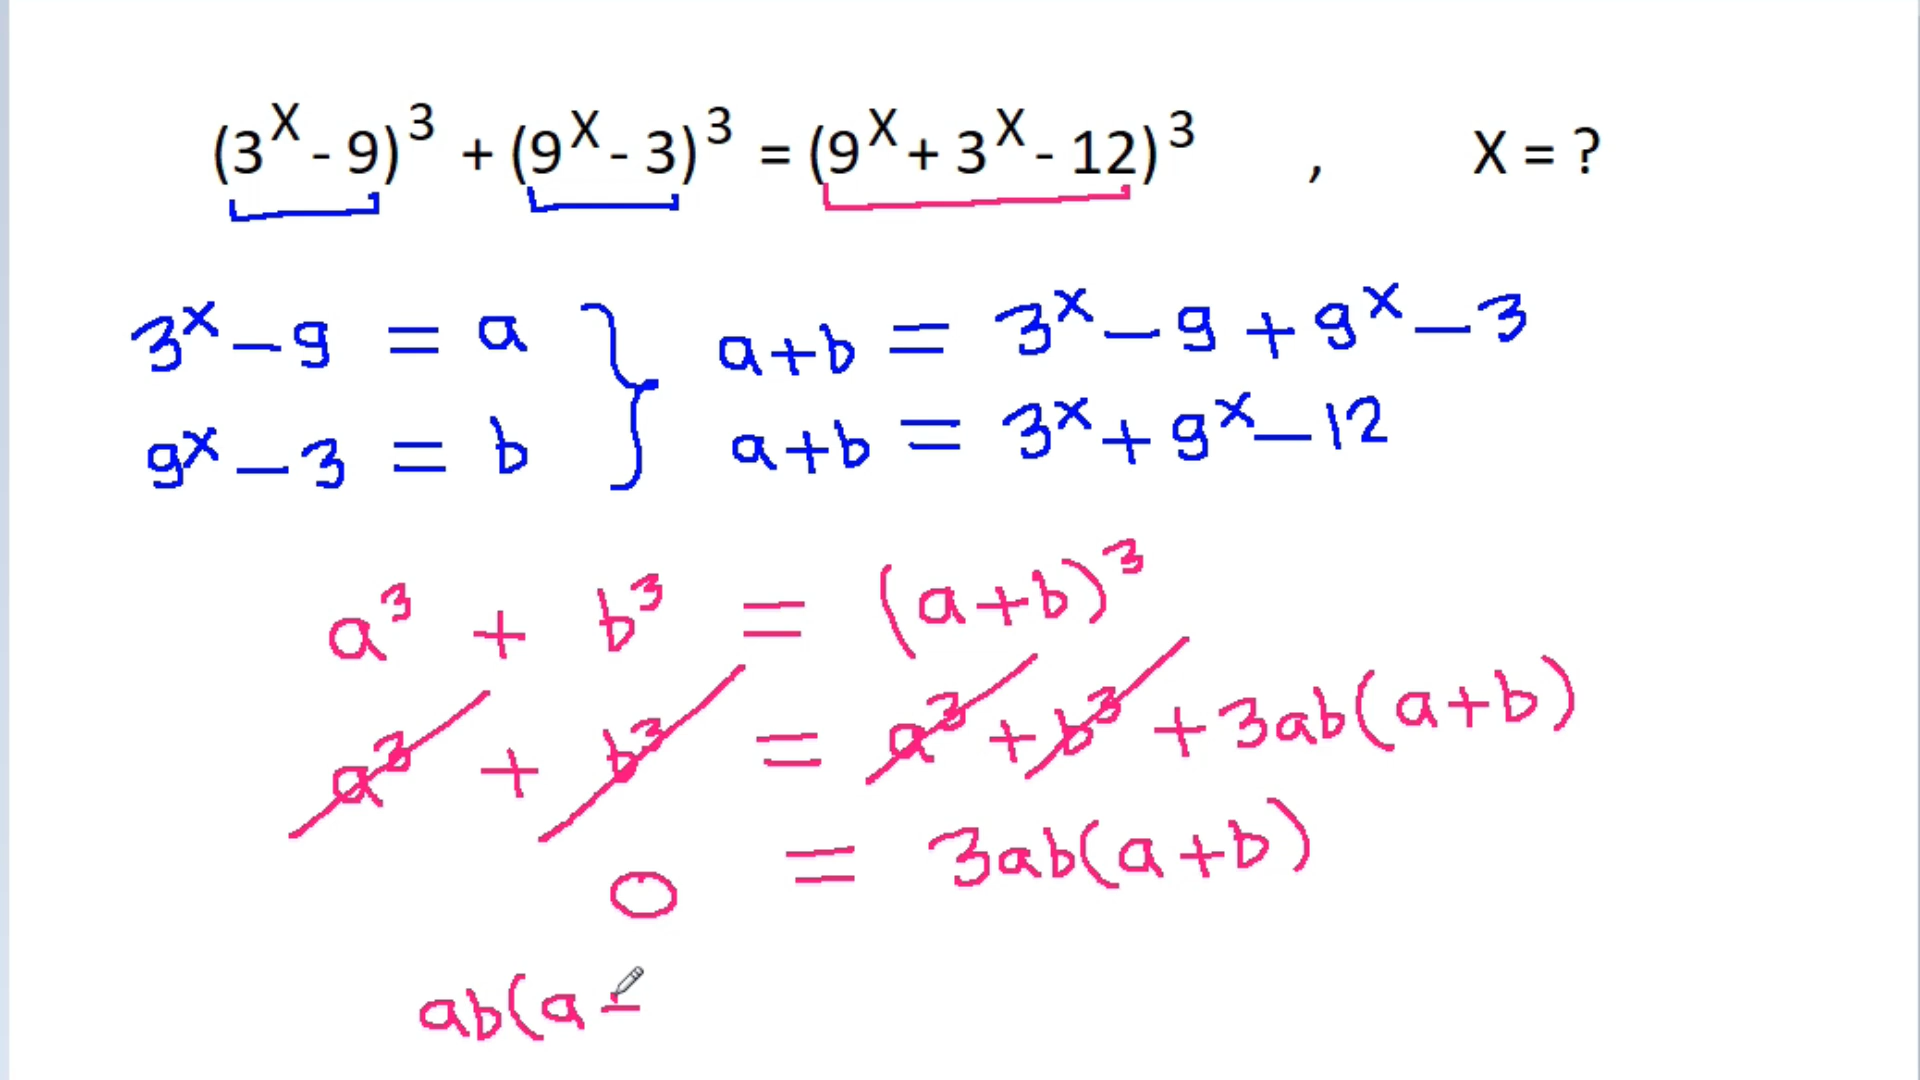 (3^X - 9)^3 + (9^X - 3)^3 = (9^X + 3^X - 12)^3 , X = ?
3^x - 9 = a } a+b = 3^x - 9 + 9^x - 3
9^x - 3 = b a+b = 3^x + 9^x - 12
a^3 + b^3 = (a+b)^3
a^3 + b^3 = a^3 + b^3 + 3ab(a+b)
0 = 3ab(a+b)
ab(a -